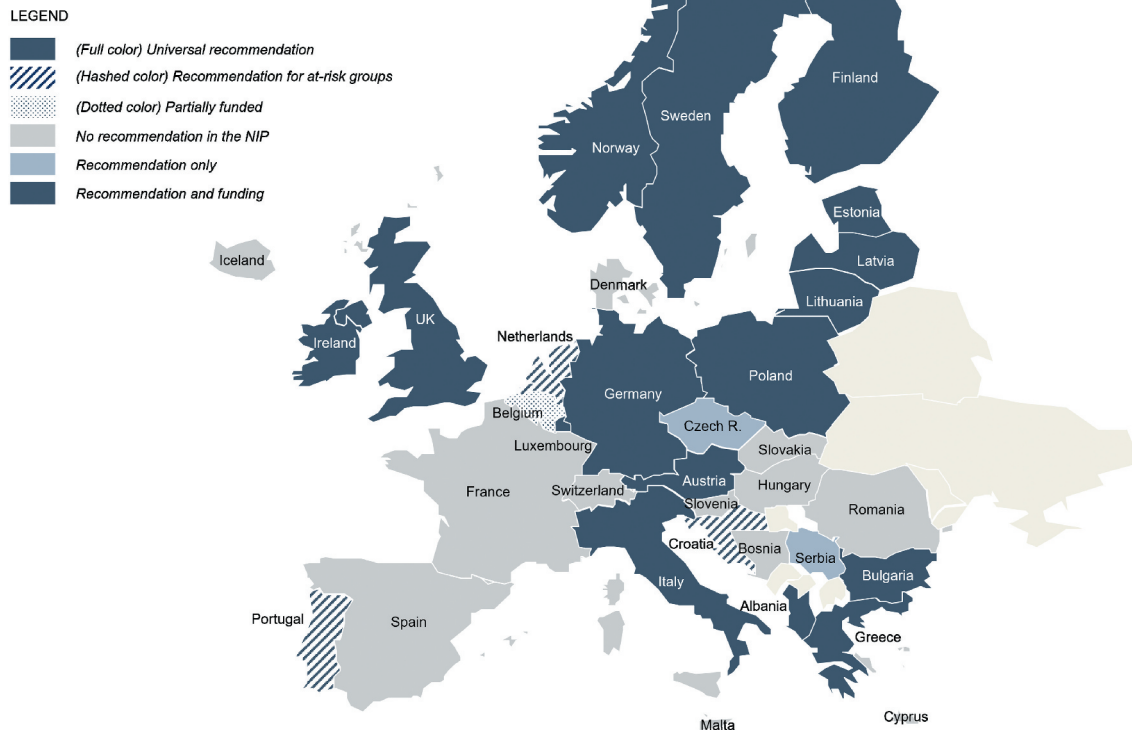 LEGEND
(Full color) Universal recommendation
(Hashed color) Recommendation for at-risk groups
(Dotted color) Partially funded
No recommendation in the NIP
Recommendation only
Recommendation and funding
Finland
Sweden
Norway
Estonia
Iceland
Latvia
Denmark
Lithuania
UK
Netherlands
Ireland
Poland
Germany
Belgium
Czech R.
Luxembourg
Slovakia
Austria
Hungary
France
Switzerland
Slovenia
Romania
Croatia
Bosnia
Serbia
Bulgaria
Italy
Albania
Portugal
Spain
Greece
Cyprus
Malta